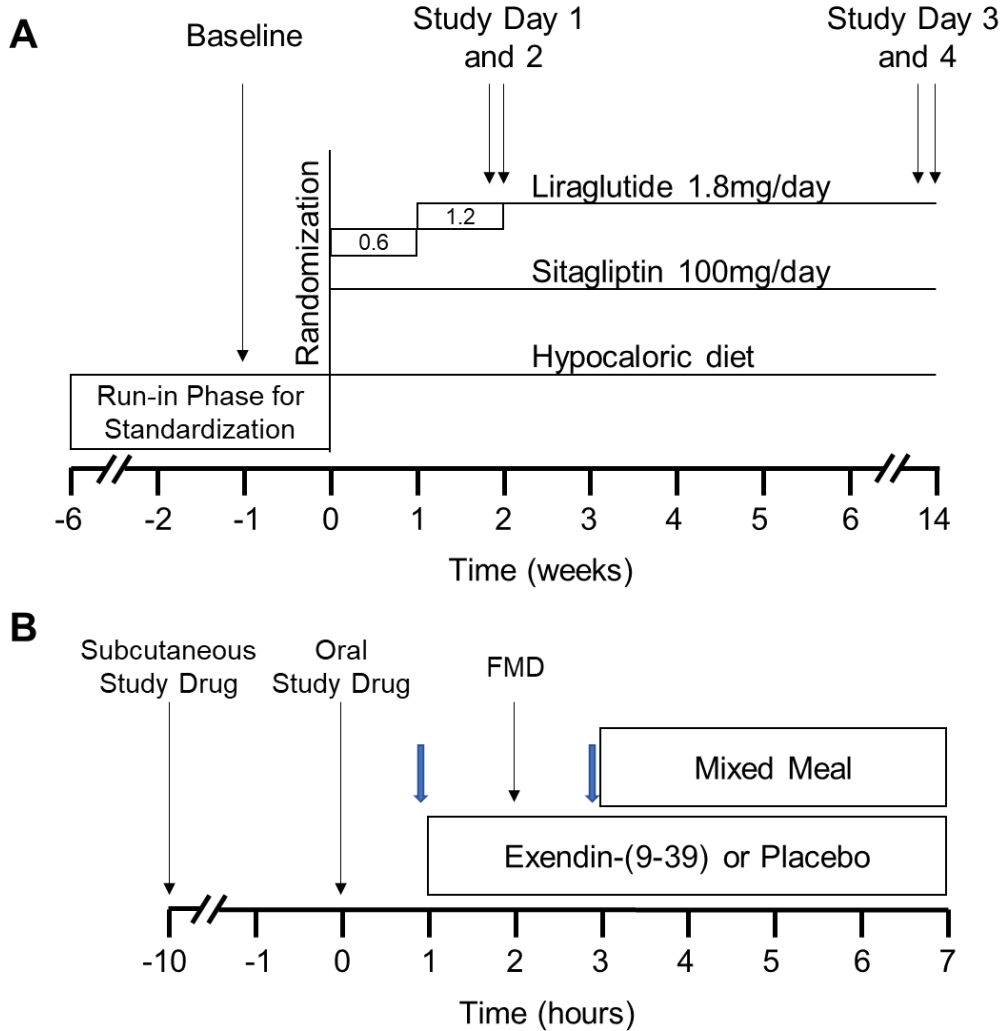 A
Baseline
Study Day 1
and 2
Study Day 3
and 4
Randomization
Liraglutide 1.8mg/day
1.2
0.6
Sitagliptin 100mg/day
Hypocaloric diet
Run-in Phase for
Standardization
-6 -2 -1 0 1 2 3 4 5 6 14
Time (weeks)
B
Subcutaneous
Study Drug
Oral
Study Drug
FMD
Mixed Meal
Exendin-(9-39) or Placebo
-10 -1 0 1 2 3 4 5 6 7
Time (hours)